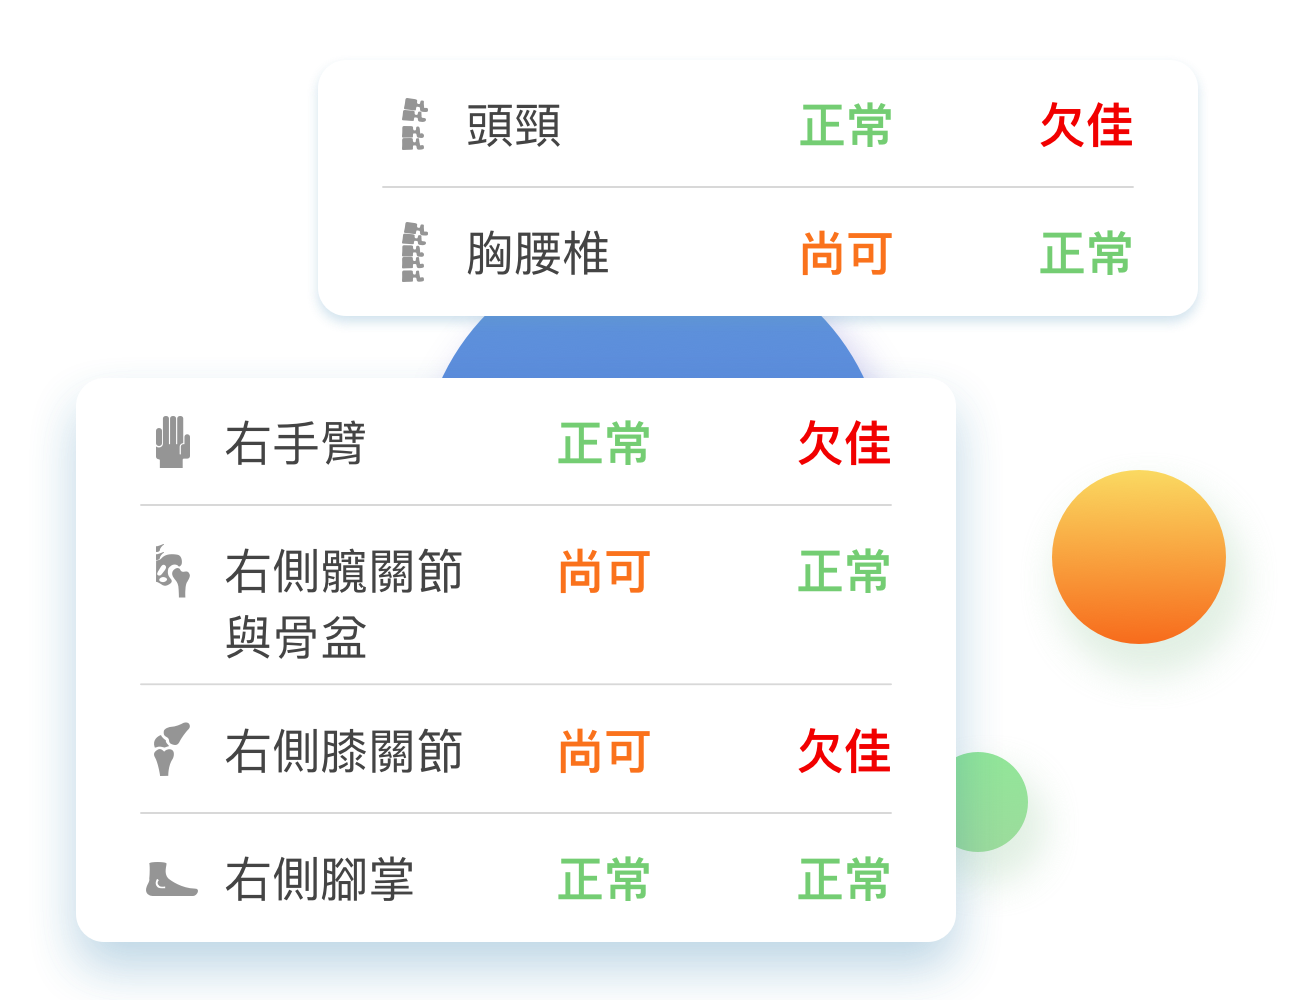 頭頸 正常 欠佳
胸腰椎 尚可 正常
右手臂 正常 欠佳
右側髖關節 尚可 正常
與骨盆
右側膝關節 尚可 欠佳
右側腳掌 正常 正常